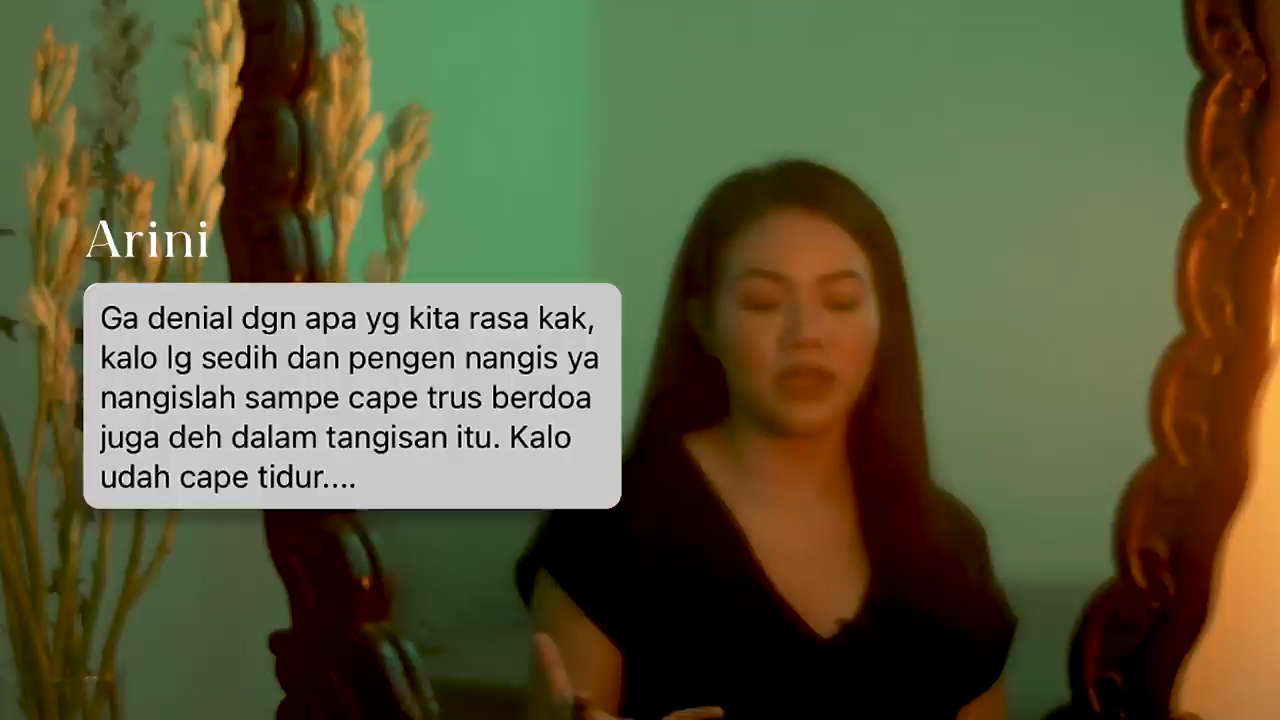 Arini
Ga denial dgn apa yg kita rasa kak,
kalo lg sedih dan pengen nangis ya
nangislah sampe cape trus berdoa
juga deh dalam tangisan itu. Kalo
udah cape tidur....